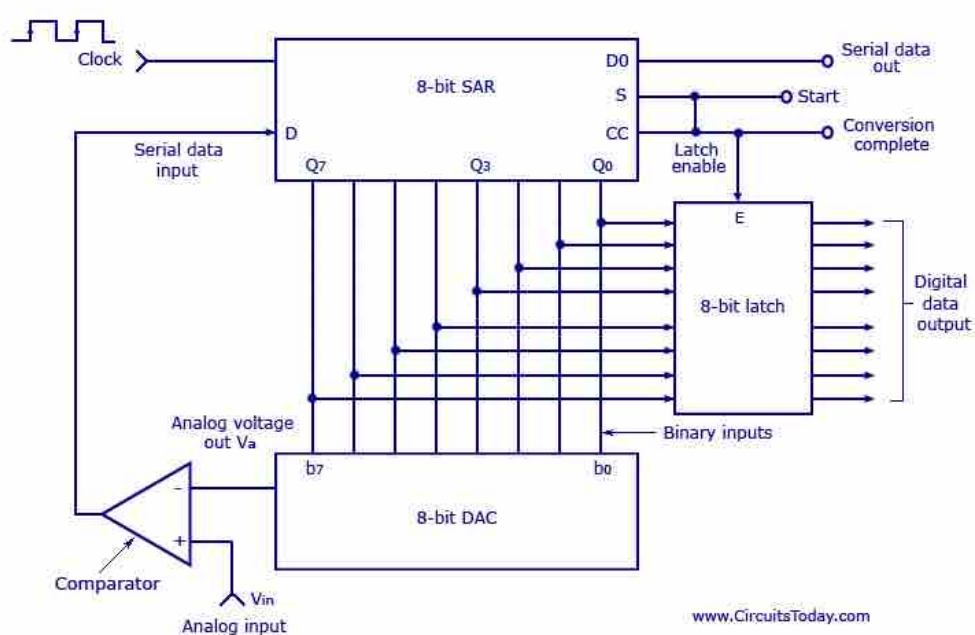 Clock
8-bit SAR
D0
Serial data
out
S
Start
D
CC
Conversion
complete
Serial data
input
Latch
enable
Q7
Q3
Q0
E
8-bit latch
Digital
data
output
Analog voltage
out Va
Binary inputs
b7
b0
-
8-bit DAC
+
Comparator
Vin
Analog input
www.CircuitsToday.com